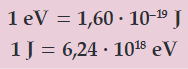 1 eV = 1,60 · 10⁻¹⁹ J
1 J = 6,24 · 10¹⁸ eV